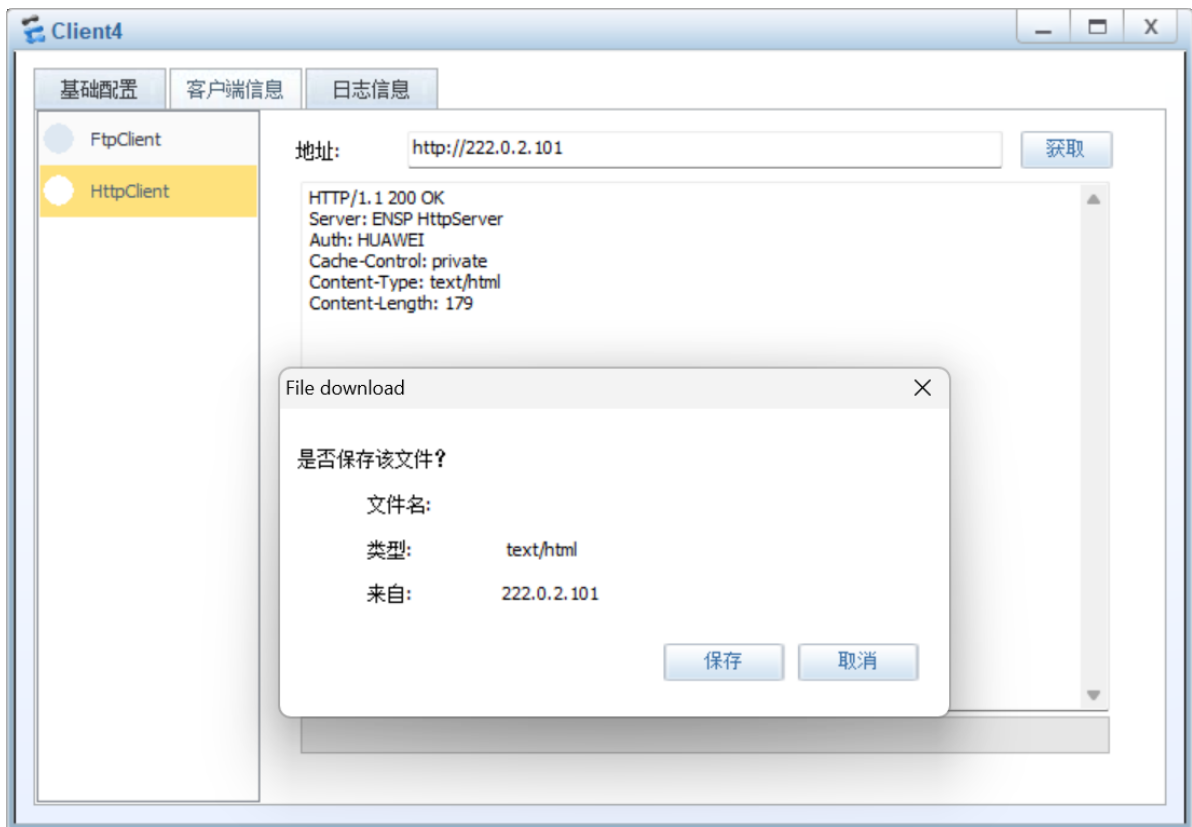 Client4
基础配置 客户端信息 日志信息
FtpClient
HttpClient
地址: http://222.0.2.101 获取
HTTP/1.1 200 OK
Server: ENSP HttpServer
Auth: HUAWEI
Cache-Control: private
Content-Type: text/html
Content-Length: 179
File download
是否保存该文件?
文件名:
类型: text/html
来自: 222.0.2.101
保存 取消